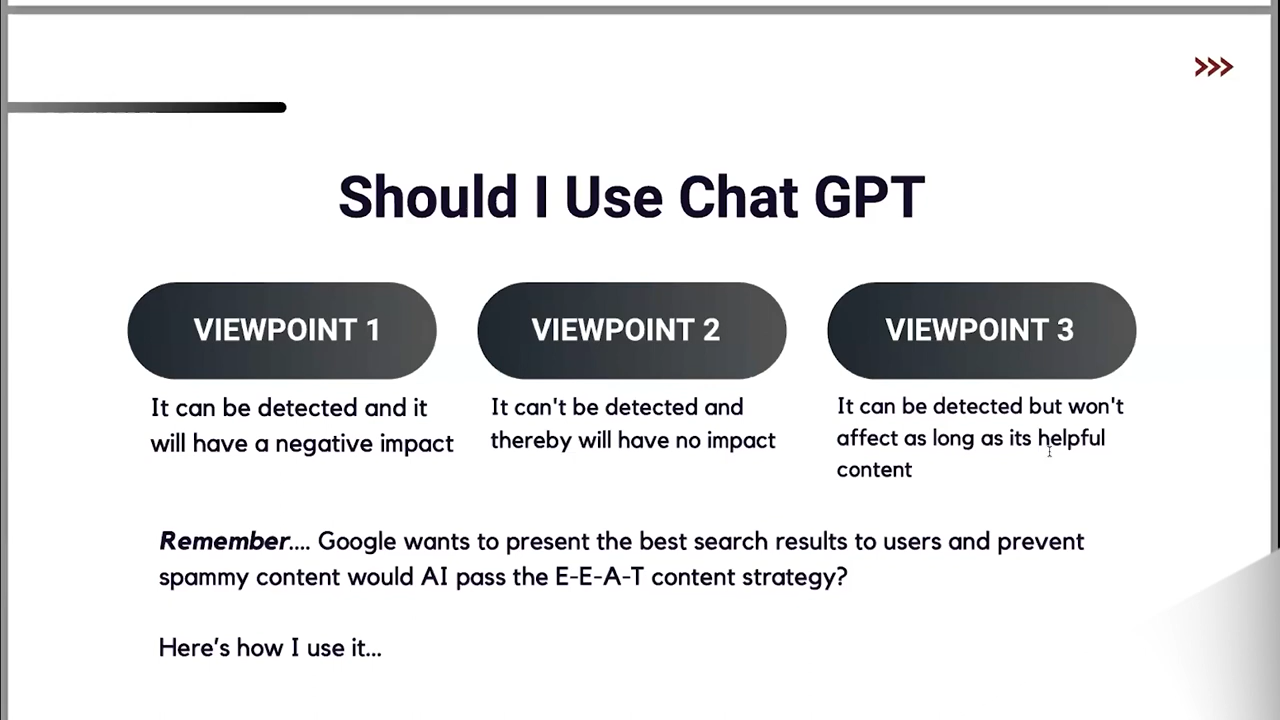 Should I Use Chat GPT
VIEWPOINT 1
It can be detected and it
will have a negative impact
VIEWPOINT 2
It can't be detected and
thereby will have no impact
VIEWPOINT 3
It can be detected but won't
affect as long as its helpful
content
Remember.... Google wants to present the best search results to users and prevent
spammy content would AI pass the E-E-A-T content strategy?
Here’s how I use it...